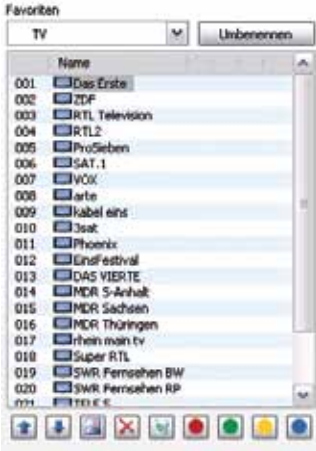 Favoriten
TV
Umbenennen
Name
001 Das Erste
002 ZDF
003 RTL Television
004 RTL2
005 ProSieben
006 SAT.1
007 VOX
008 arte
009 kabel eins
010 3sat
011 Phoenix
012 EinsFestival
013 DAS VIERTE
014 MDR S-Anhalt
015 MDR Sachsen
016 MDR Thüringen
017 rhein main tv
018 Super RTL
019 SWR Fernsehen BW
020 SWR Fernsehen RP
021 TELE 5